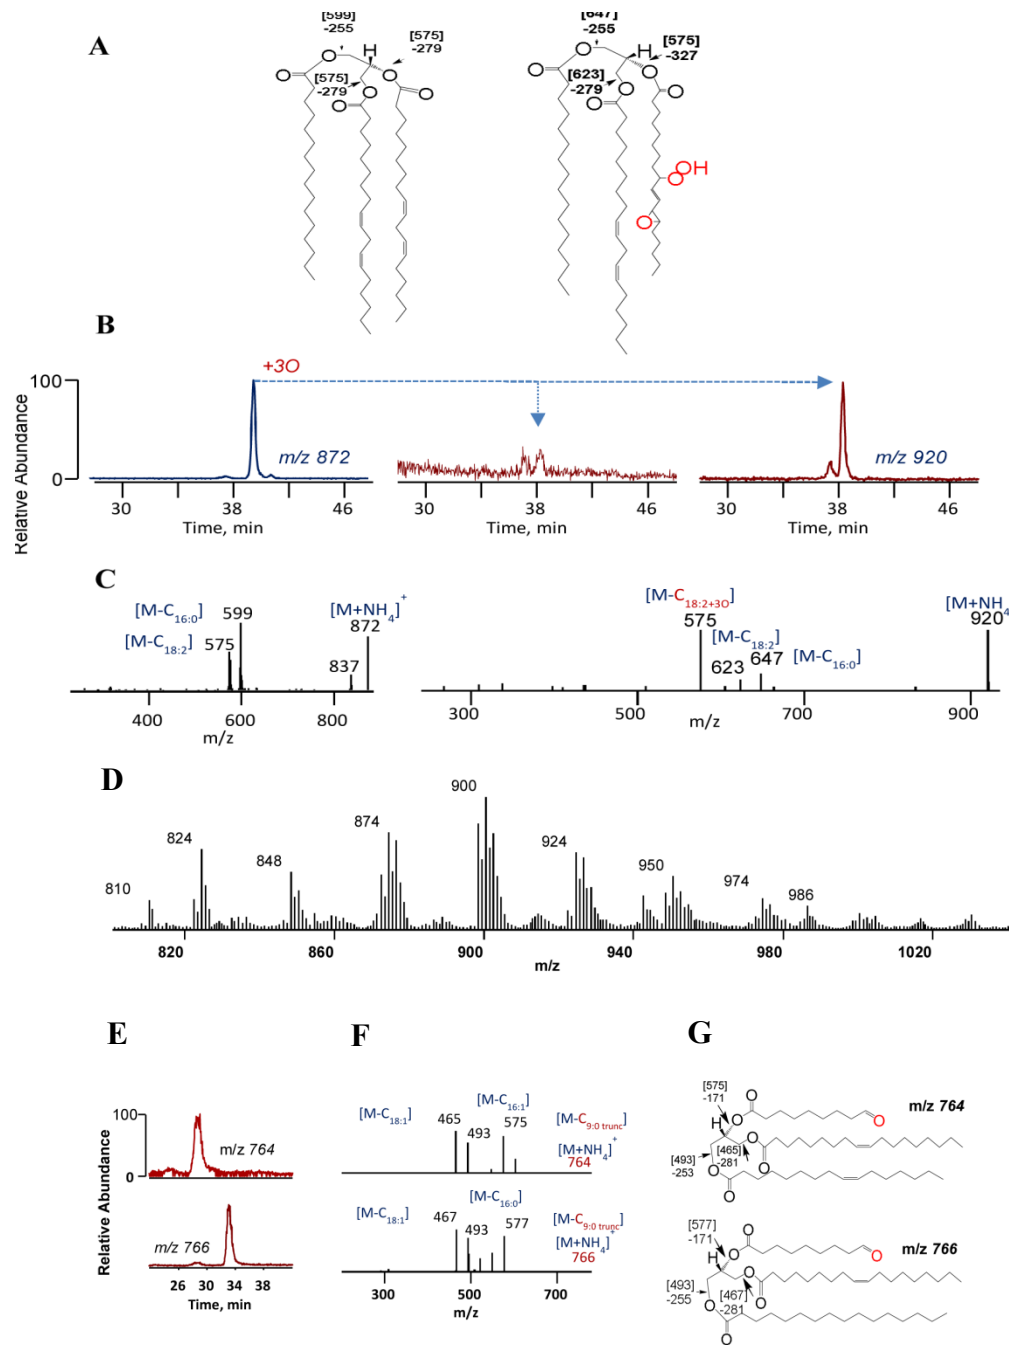 A
[599]
-255
H
[575]
-279
O
O
O
[575]
-279
O
O
O
[647]
-255
H
[575]
-327
O
O
O
[623]
-279
O
O
O
O
O
H
O
B
+3O
100
0
Relative Abundance
m/z 872
m/z 920
30 38 46
30 38 46
30 38 46
Time, min
Time, min
Time, min
C
[M-C16:0]
599
[M+NH4]+
872
[M-C18:2]
575
837
400 600 800
m/z
[M-C18:2+3O]
575
[M-C18:2]
623
647
[M-C16:0]
[M+NH4
920
300 500 700 900
m/z
D
810
824
848
874
900
924
950
974
986
820 860 900 940 980 1020
m/z
E
100
0
Relative Abundance
m/z 764
m/z 766
26 30 34 38
Time, min
F
[M-C18:1]
465
493
[M-C16:1]
575
[M-C9:0 trunc]
[M+NH4]+
764
[M-C18:1]
467
493
[M-C16:0]
577
[M-C9:0 trunc]
[M+NH4]+
766
300 500 700
m/z
G
[575]
-171
O
O
O
m/z 764
H
O
[493]
-253
[465]
-281
O
O
O
[577]
-171
O
O
O
m/z 766
H
O
[493]
-255
[467]
-281
O
O
O